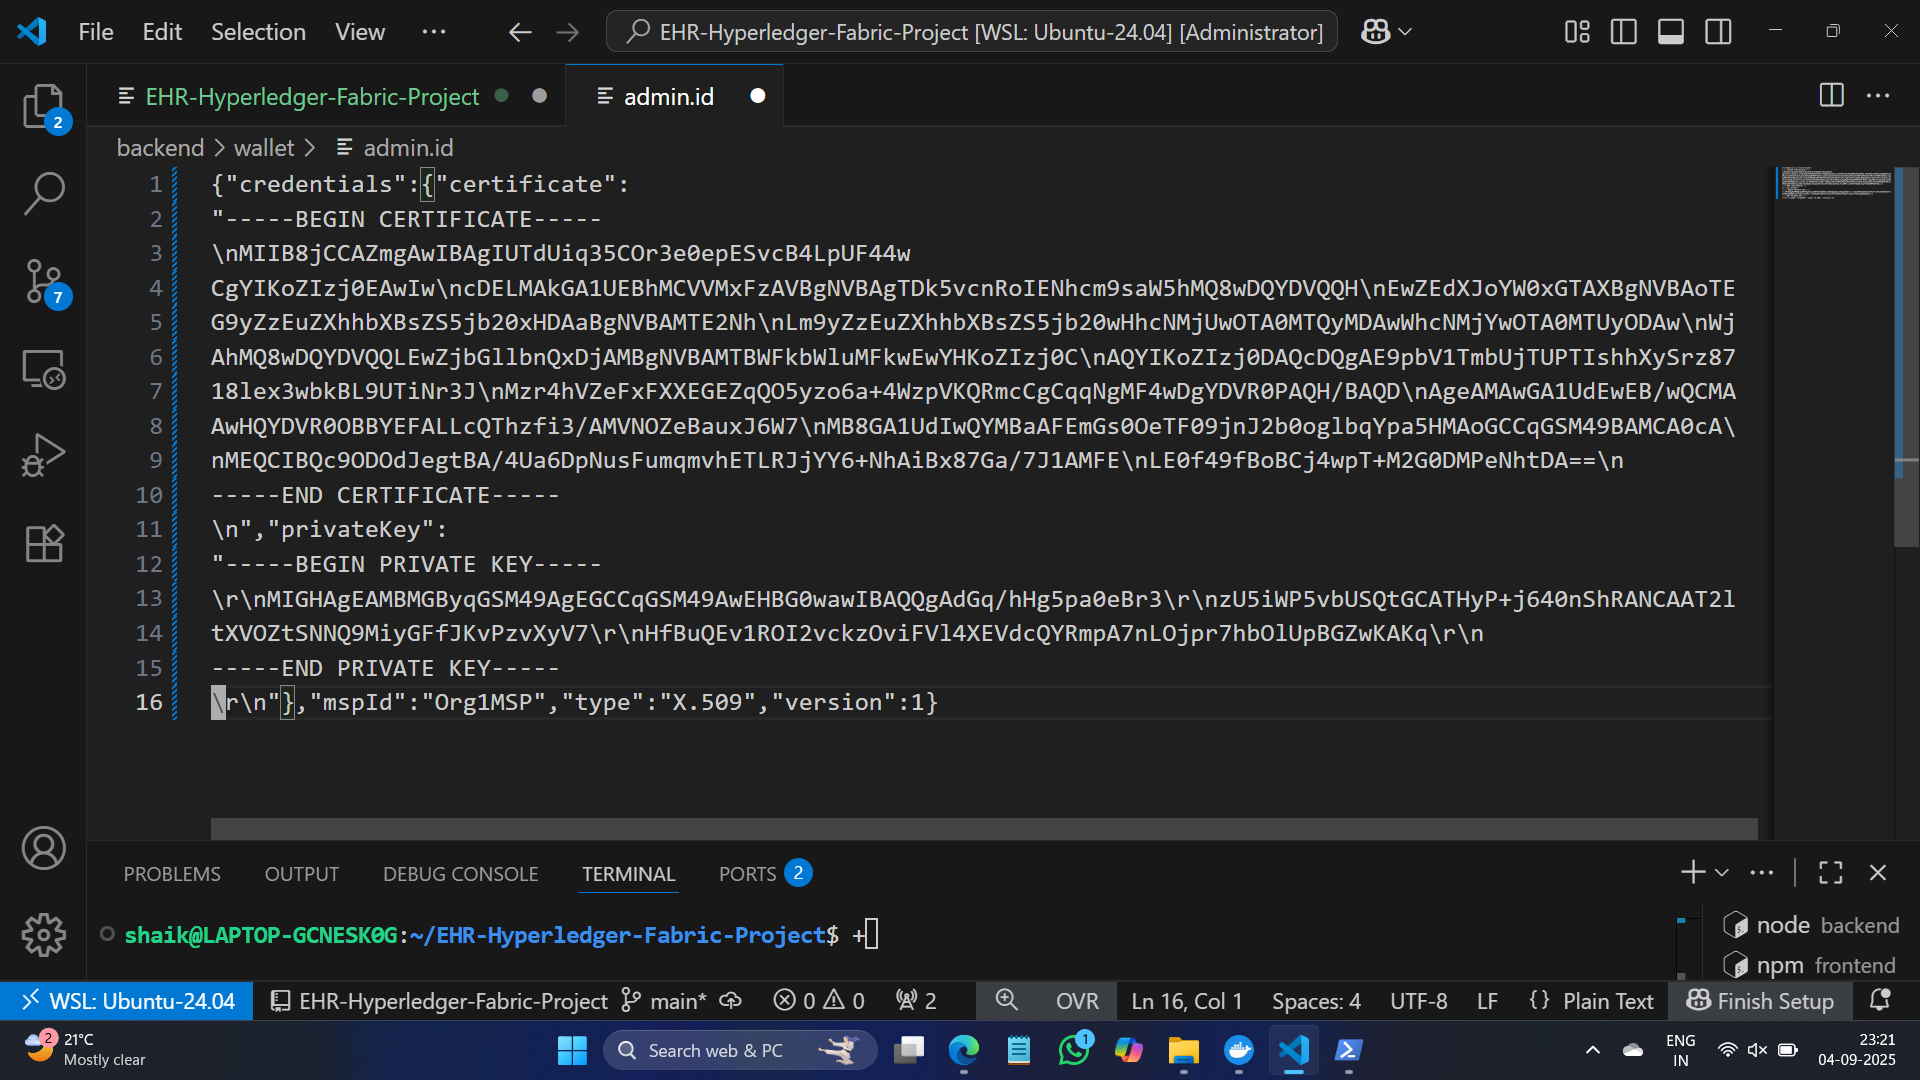 File Edit Selection View ··· EHR-Hyperledger-Fabric-Project [WSL: Ubuntu-24.04] [Administrator]
EHR-Hyperledger-Fabric-Project admin.id
2
backend > wallet > admin.id
1 {"credentials":{"certificate":
2 "-----BEGIN CERTIFICATE-----
3 \nMIIB8jCCAZmgAwIBAgIUTdUiq35COr3e0epESvcB4LpUF44w
4 CgYIKoZIzj0EAwIw\ncDELMAkGA1UEBhMCVVMxFzAVBgNVBAgTDk5vcnRoIENhcm9saW5hMQ8wDQYDVQQH\nEwZEdXJoYW0xGTAXBgNVBAoTE
5 G9yZzEuZXhhbXBsZS5jb20xHDAaBgNVBAMTE2Nh\nLm9yZzEuZXhhbXBsZS5jb20wHhcNMjUwOTA0MTQyMDAwWhcNMjYwOTA0MTUyODAw\nWj
6 AhMQ8wDQYDVQQLEwZjbGllbnQxDjAMBgNVBAMTBWFkbWluMFkwEwYHKoZIzj0C\nAQYIKoZIzj0DAQcDQgAE9pbV1TmbUjTUPTIshhXySrz87
7 18lex3wbkBL9UTiNr3J\nMzr4hVZeFxFXXEGEZqQO5yzo6a+4WzpVKQRmcCgCqqNgMF4wDgYDVR0PAQH/BAQD\nAgeAMAwGA1UdEwEB/wQCMA
8 AwHQYDVR0OBBYEFALLcQThzfi3/AMVNOZeBauxJ6W7\nMB8GA1UdIwQYMBaAFEmGs0OeTF09jnJ2b0oglbqYpa5HMAoGCCqGSM49BAMCA0cA\
9 nMEQCIBQc9ODOdJegtBA/4Ua6DpNusFumqmvhETLRJjYY6+NhAiBx87Ga/7J1AMFE\nLE0f49fBoBCj4wpT+M2G0DMPeNhtDA==\n
10 -----END CERTIFICATE-----
11 \n","privateKey":
12 "-----BEGIN PRIVATE KEY-----
13 \r\nMIGHAgEAMBMGByqGSM49AgEGCCqGSM49AwEHBG0wawIBAQQgAdGq/hHg5pa0eBr3\r\nzU5iWP5vbUSQtGCATHyP+j640nShRANCAAT2l
14 tXVOZtSNNQ9MiyGFfJKvPzvXyV7\r\nHfBuQEv1ROI2vckzOviFVl4XEVdcQYRmpA7nLOjpr7hbOlUpBGZwKAKq\r\n
15 -----END PRIVATE KEY-----
16 \r\n"},"mspId":"Org1MSP","type":"X.509","version":1}
7
PROBLEMS OUTPUT DEBUG CONSOLE TERMINAL PORTS 2
shaik@LAPTOP-GCNESK0G:~/EHR-Hyperledger-Fabric-Project$ +
node backend
npm frontend
WSL: Ubuntu-24.04 EHR-Hyperledger-Fabric-Project main* 0 0 2 OVR Ln 16, Col 1 Spaces: 4 UTF-8 LF {} Plain Text Finish Setup
2 21°C
Mostly clear
Search web & PC
1
ENG
IN
23:21
04-09-2025